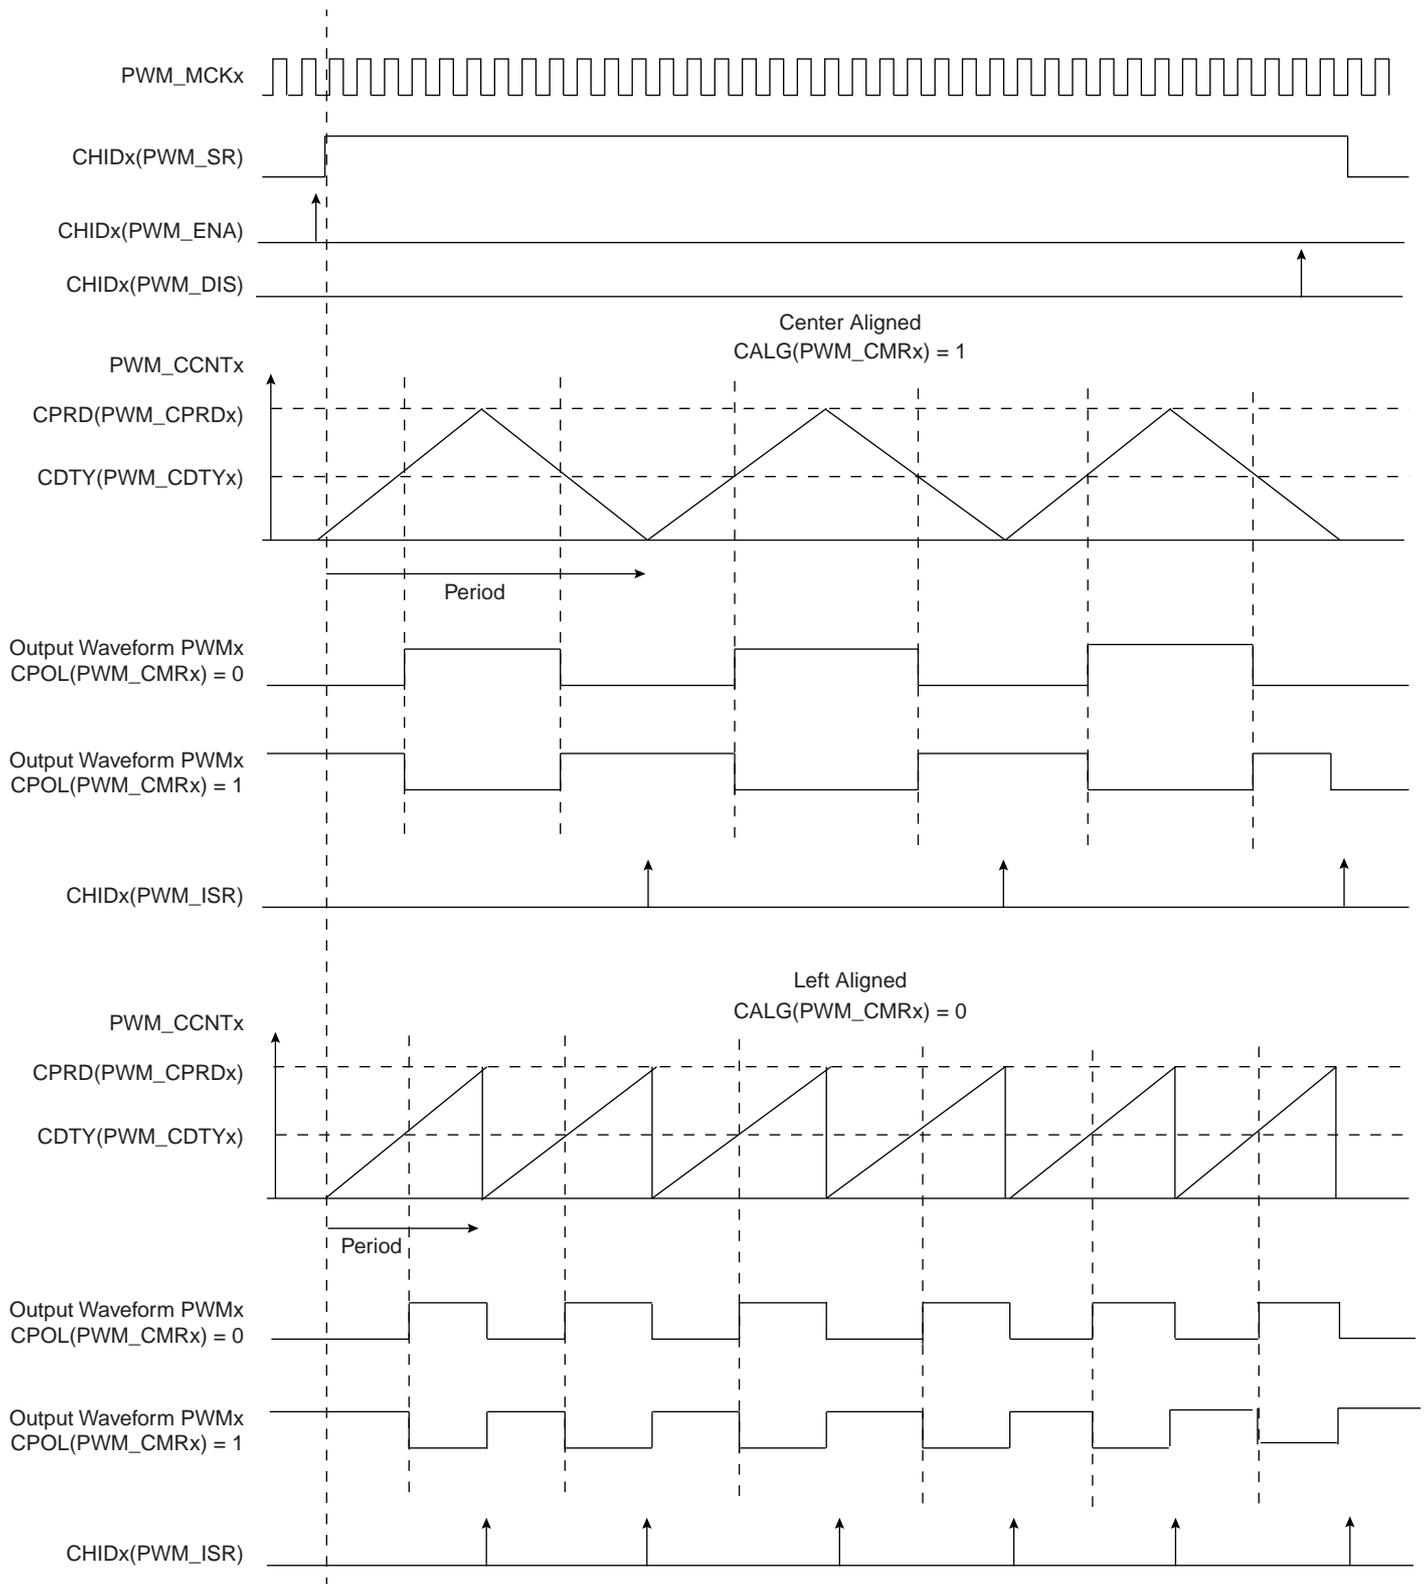 PWM_MCKx
CHIDx(PWM_SR)
CHIDx(PWM_ENA)
CHIDx(PWM_DIS)
Center Aligned
CALG(PWM_CMRx) = 1
PWM_CCNTx
CPRD(PWM_CPRDx)
CDTY(PWM_CDTYx)
Period
Output Waveform PWMx
CPOL(PWM_CMRx) = 0
Output Waveform PWMx
CPOL(PWM_CMRx) = 1
CHIDx(PWM_ISR)
Left Aligned
CALG(PWM_CMRx) = 0
PWM_CCNTx
CPRD(PWM_CPRDx)
CDTY(PWM_CDTYx)
Period
Output Waveform PWMx
CPOL(PWM_CMRx) = 0
Output Waveform PWMx
CPOL(PWM_CMRx) = 1
CHIDx(PWM_ISR)